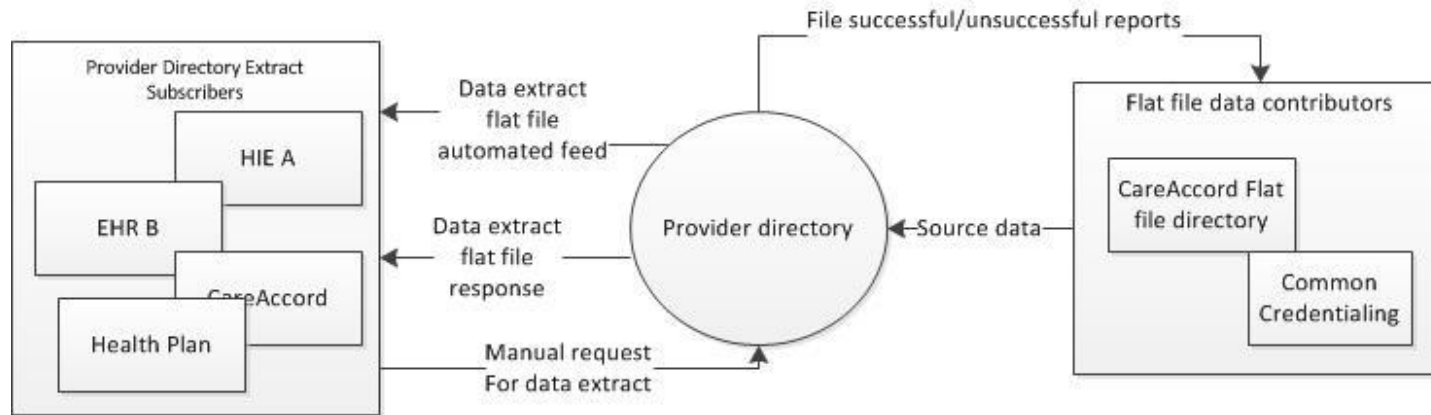 File successful/unsuccessful reports
Provider Directory Extract
Subscribers
HIE A
EHR B
CareAccord
Health Plan
Data extract
flat file
automated feed
Data extract
flat file
response
Manual request
For data extract
Provider directory
Source data
Flat file data contributors
CareAccord Flat
file directory
Common
Credentialing